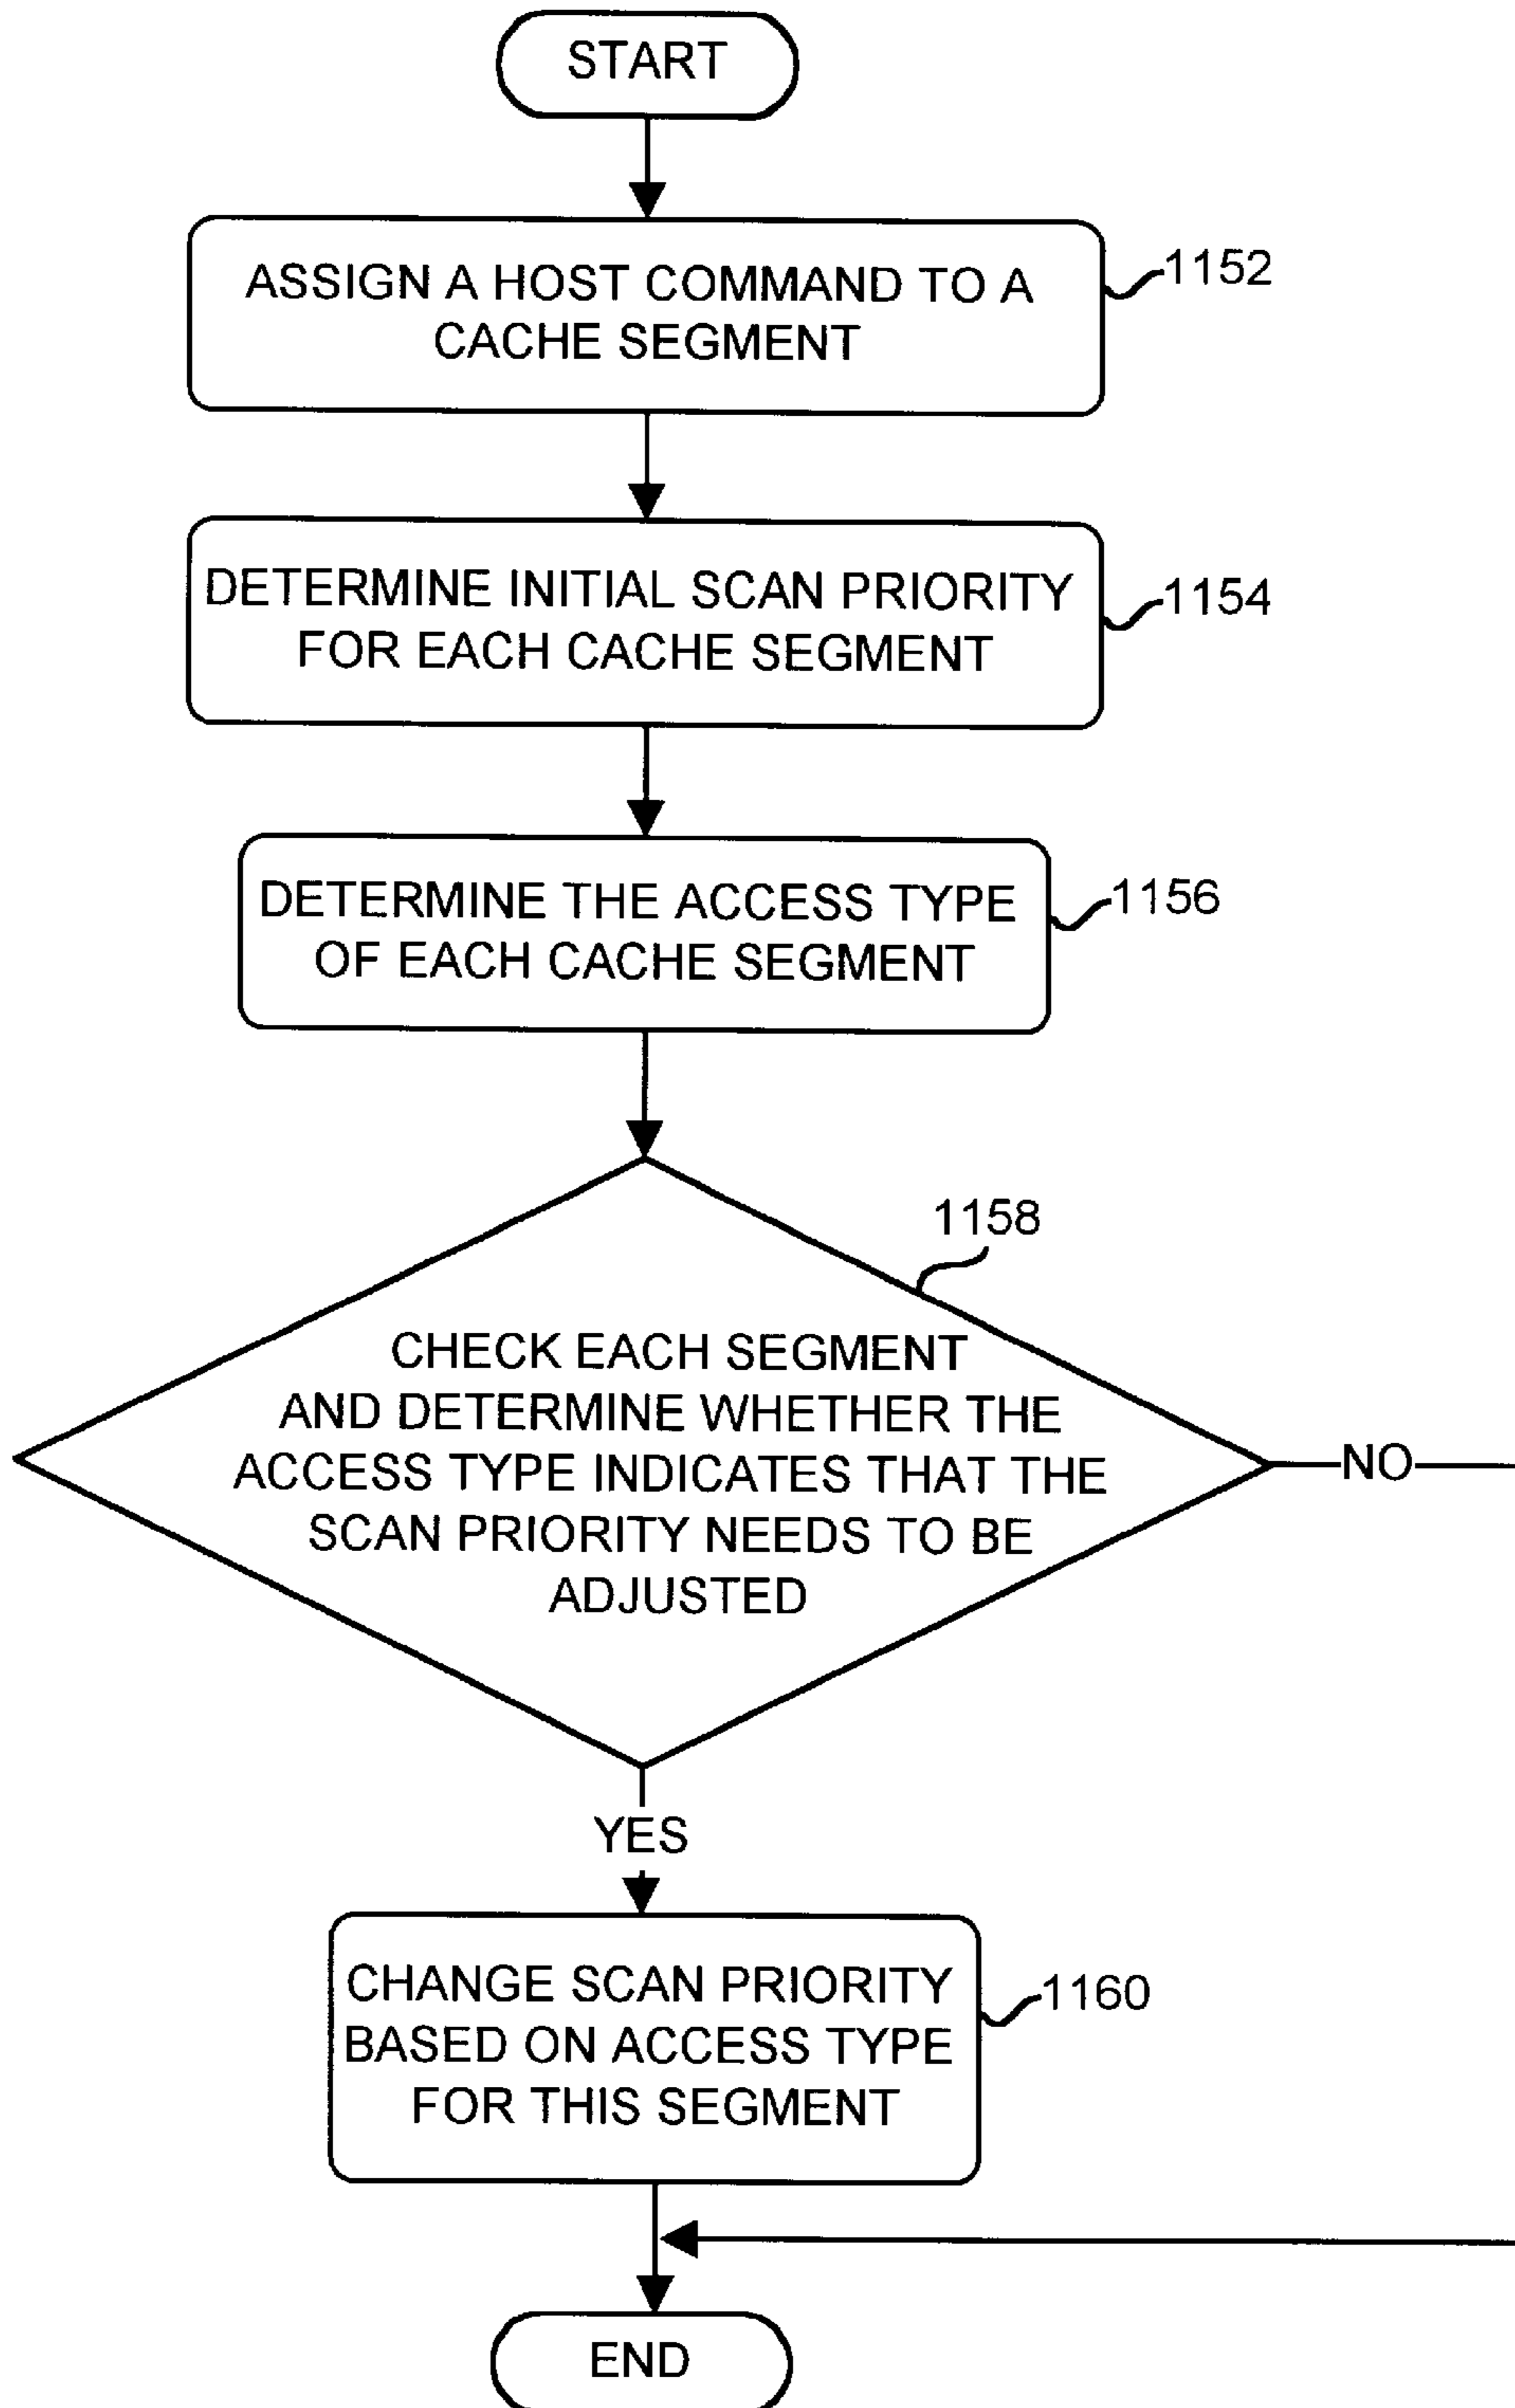 START
ASSIGN A HOST COMMAND TO A
CACHE SEGMENT
1152
DETERMINE INITIAL SCAN PRIORITY
FOR EACH CACHE SEGMENT
1154
DETERMINE THE ACCESS TYPE
OF EACH CACHE SEGMENT
1156
1158
CHECK EACH SEGMENT
AND DETERMINE WHETHER THE
ACCESS TYPE INDICATES THAT THE
SCAN PRIORITY NEEDS TO BE
ADJUSTED
NO
YES
CHANGE SCAN PRIORITY
BASED ON ACCESS TYPE
FOR THIS SEGMENT
1160
END